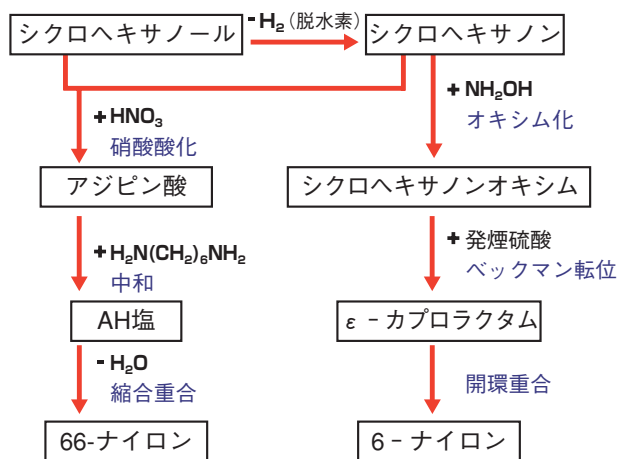 シクロヘキサノール
-H₂(脱水素)
シクロヘキサノン
+HNO₃
硝酸酸化
+NH₂OH
オキシム化
アジピン酸
シクロヘキサノンオキシム
+H₂N(CH₂)₆NH₂
中和
+発煙硫酸
ベックマン転位
AH塩
ε-カプロラクタム
-H₂O
縮合重合
開環重合
66-ナイロン
6-ナイロン